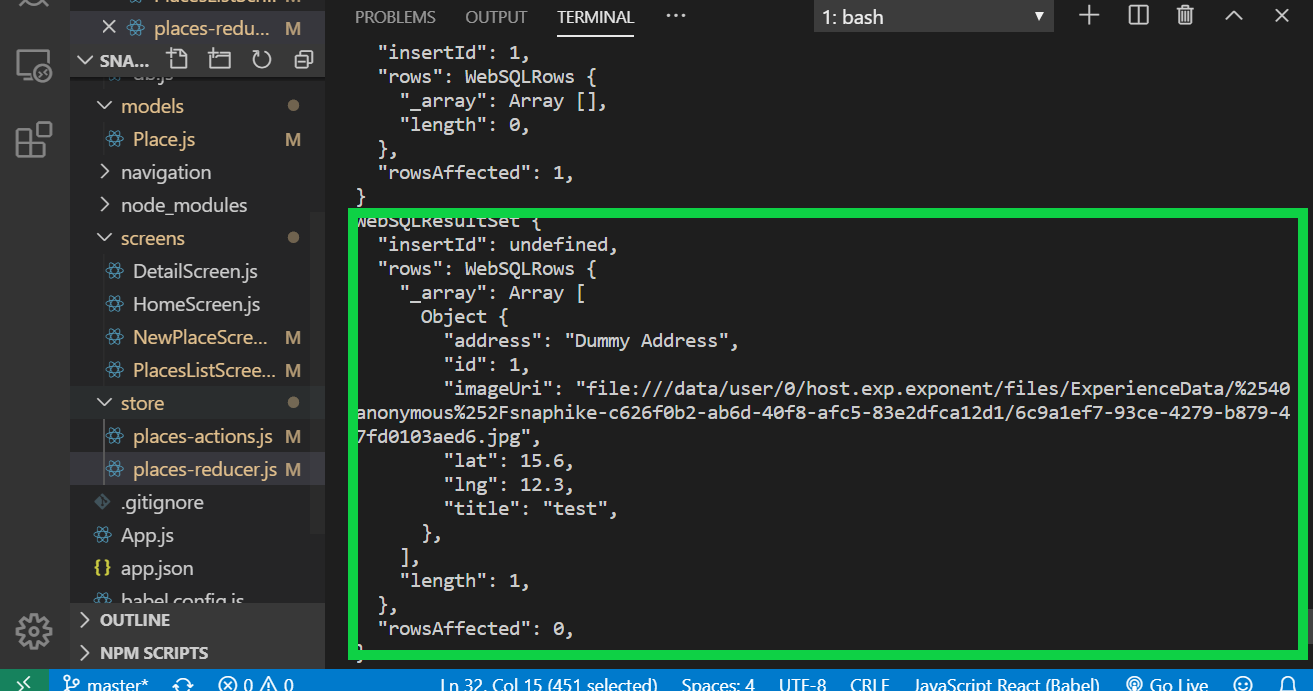 PlacesListScr...
places-redu... M
SNA...
db.js
models
Place.js M
navigation
node_modules
screens
DetailScreen.js
HomeScreen.js
NewPlaceScre... M
PlacesListScree... M
store
places-actions.js M
places-reducer.js M
.gitignore
App.js
{} app.json
babel.config.js
OUTLINE
NPM SCRIPTS
PROBLEMS OUTPUT TERMINAL ··· 1: bash
"insertId": 1,
"rows": WebSQLRows {
"_array": Array [],
"length": 0,
},
"rowsAffected": 1,
}
WebSQLResultSet {
"insertId": undefined,
"rows": WebSQLRows {
"_array": Array [
Object {
"address": "Dummy Address",
"id": 1,
"imageUri": "file:///data/user/0/host.exp.exponent/files/ExperienceData/%2540
anonymous%252Fsnaphike-c626f0b2-ab6d-40f8-afc5-83e2dfca12d1/6c9a1ef7-93ce-4279-b879-4
7fd0103aed6.jpg",
"lat": 15.6,
"lng": 12.3,
"title": "test",
},
],
"length": 1,
},
"rowsAffected": 0,
}
master* 0 0 Ln 32, Col 15 (451 selected) Spaces: 4 UTF-8 CRLF JavaScript React (Babel) Go Live